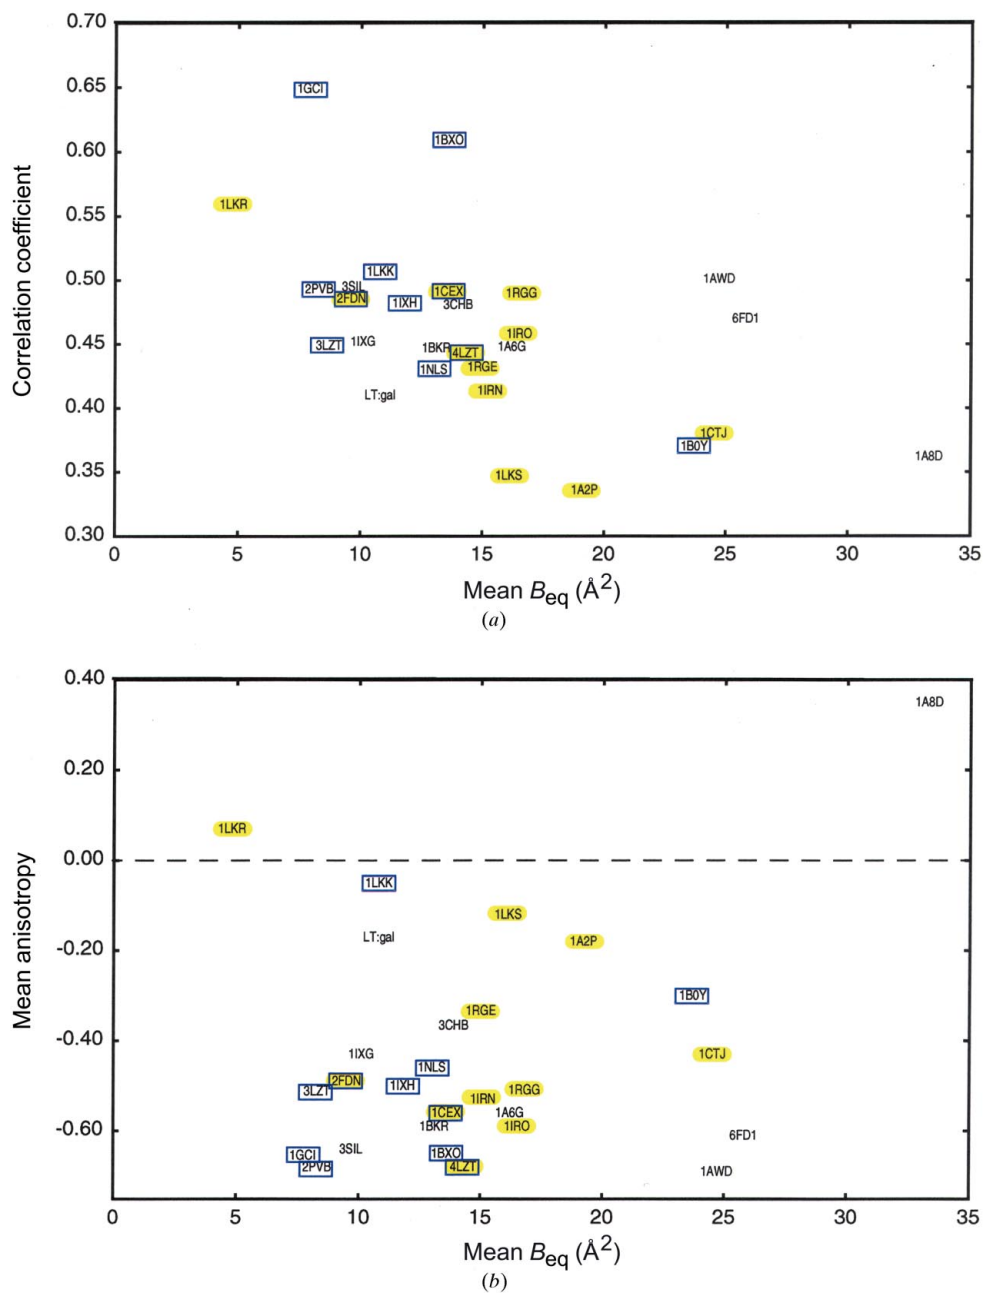 0.70
0.65
0.60
0.55
0.50
0.45
0.40
0.35
0.30
Correlation coefficient
1GCI
1BXO
1LKR
1LKK
1AWD
2PVB 3SIL 1CEX 1RGG
2FDN 1IXH 3CHB
6FD1
1IRO
3LZT 1IXG 1BKR 4LZT 1A6G
1NLS 1RGE
LT:gal 1IRN
1CTJ
1B0Y
1A8D
1LKS
1A2P
0 5 10 15 20 25 30 35
Mean Beq (Å2)
(a)
0.40
0.20
0.00
-0.20
-0.40
-0.60
Mean anisotropy
1A8D
1LKR
1LKK
1LKS
LT:gal 1A2P
1B0Y
1RGE
3CHB
1IXG 1CTJ
1NLS
2FDN
3LZT 1IXH 1RGG
1IRN
1CEX 1A6G
1BKR 1IRO
6FD1
3SIL
1GCI 1BXO
2PVB 4LZT 1AWD
0 5 10 15 20 25 30 35
Mean Beq (Å2)
(b)